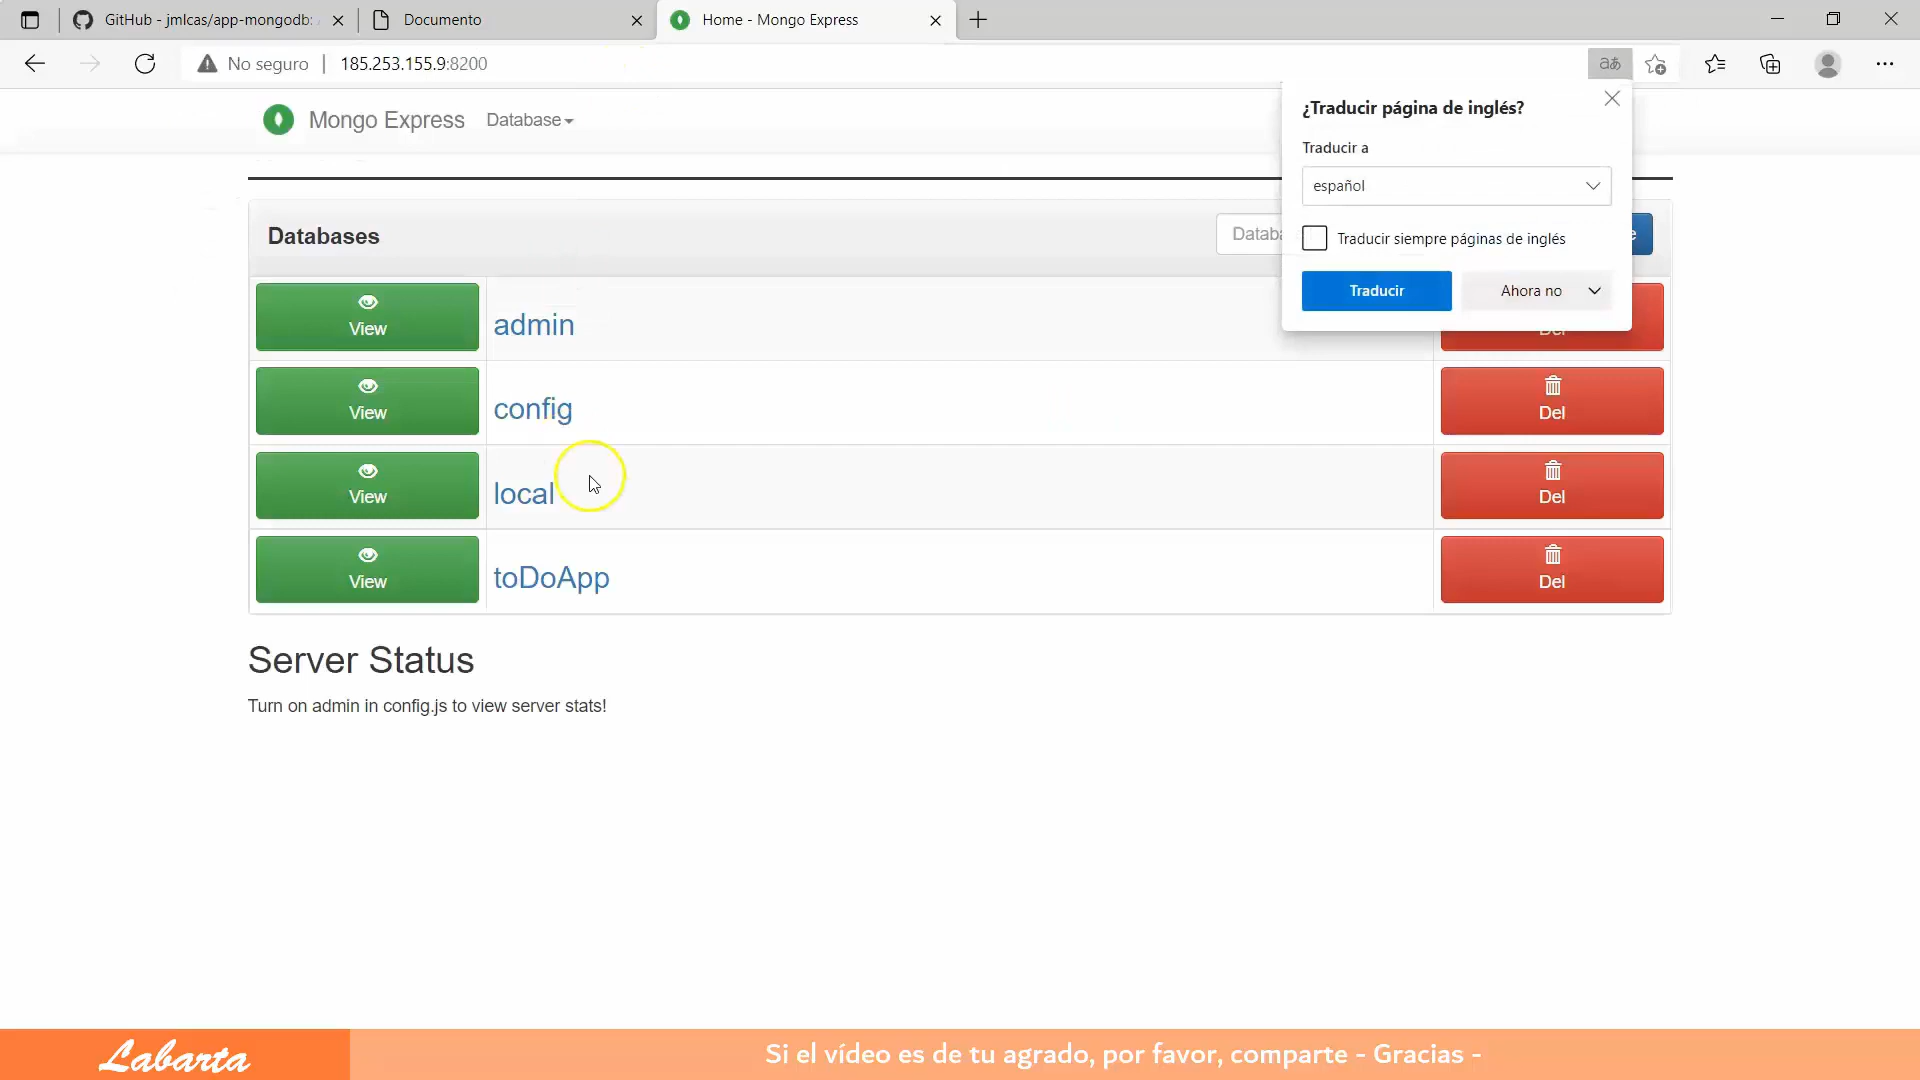 GitHub - jmlcas/app-mongodb:
Documento
Home - Mongo Express
No seguro
185.253.155.9:8200
aあ
Mongo Express
Database
¿Traducir página de inglés?
Traducir a
español
Traducir siempre páginas de inglés
Traducir
Ahora no
Databases
View
admin
View
config
Del
View
local
Del
View
toDoApp
Del
Server Status
Turn on admin in config.js to view server stats!
Labarta
Si el vídeo es de tu agrado, por favor, comparte - Gracias -